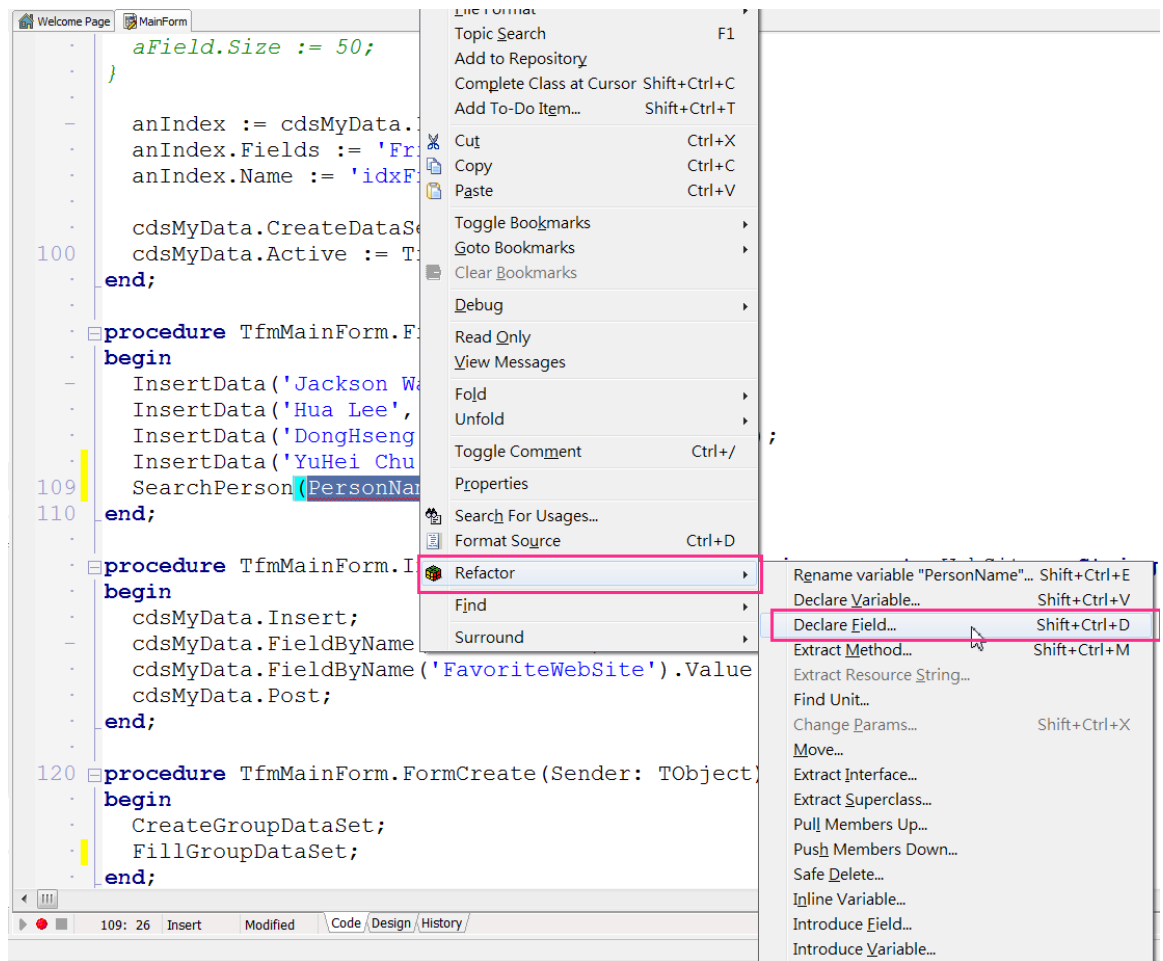 Welcome Page MainForm
aField.Size := 50;
}
anIndex := cdsMyData.
anIndex.Fields := 'Fri
anIndex.Name := 'idxF
cdsMyData.CreateDataSe
100 cdsMyData.Active := T
end;
procedure TfmMainForm.F
begin
InsertData('Jackson Wa
InsertData('Hua Lee',
InsertData('DongHseng ;
InsertData('YuHei Chu
109 SearchPerson(PersonNa
110 end;
procedure TfmMainForm.I
begin
cdsMyData.Insert;
cdsMyData.FieldByName
cdsMyData.FieldByName('FavoriteWebSite').Value
cdsMyData.Post;
end;
120 procedure TfmMainForm.FormCreate(Sender: TObject)
begin
CreateGroupDataSet;
FillGroupDataSet;
end;
109: 26 Insert Modified Code Design History
File Format
Topic Search F1
Add to Repository
Complete Class at Cursor Shift+Ctrl+C
Add To-Do Item... Shift+Ctrl+T
Cut Ctrl+X
Copy Ctrl+C
Paste Ctrl+V
Toggle Bookmarks
Goto Bookmarks
Clear Bookmarks
Debug
Read Only
View Messages
Fold
Unfold
Toggle Comment Ctrl+/
Properties
Search For Usages...
Format Source Ctrl+D
Refactor
Find
Surround
Rename variable "PersonName"... Shift+Ctrl+E
Declare Variable... Shift+Ctrl+V
Declare Field... Shift+Ctrl+D
Extract Method... Shift+Ctrl+M
Extract Resource String...
Find Unit...
Change Params... Shift+Ctrl+X
Move...
Extract Interface...
Extract Superclass...
Pull Members Up...
Push Members Down...
Safe Delete...
Inline Variable...
Introduce Field...
Introduce Variable...